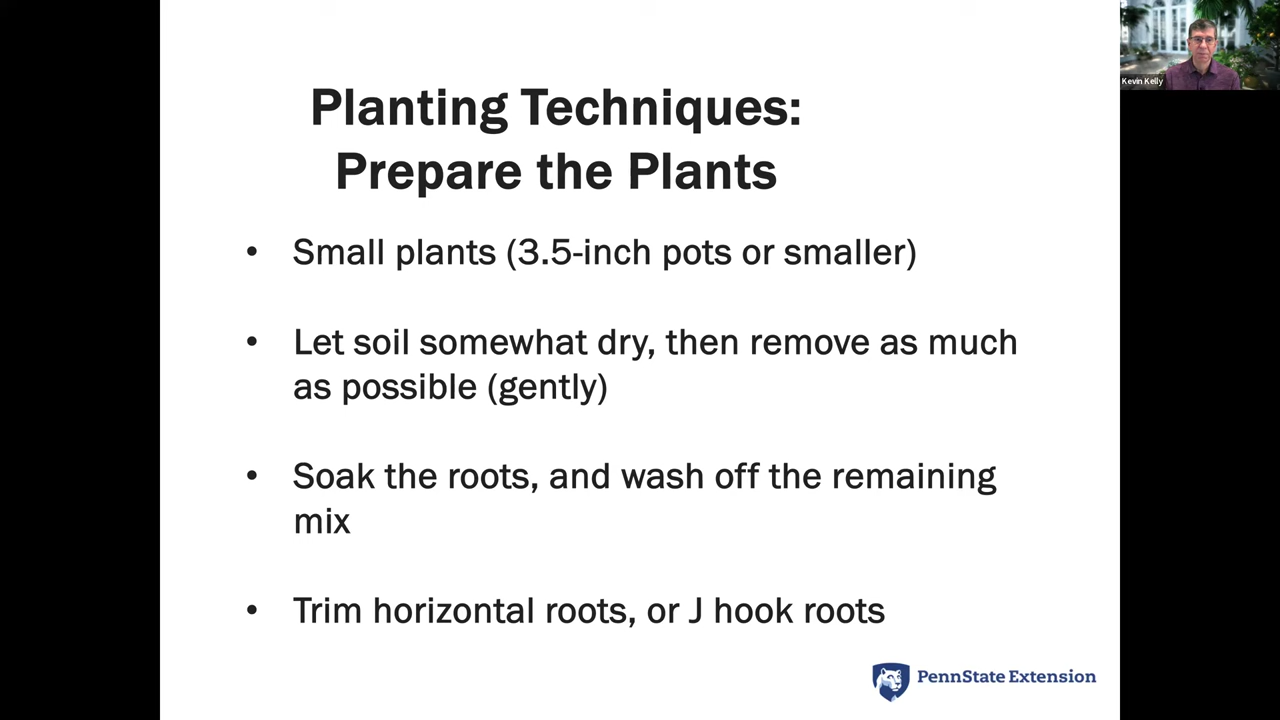 Kevin Kelly
Planting Techniques:
Prepare the Plants
• Small plants (3.5-inch pots or smaller)
• Let soil somewhat dry, then remove as much
as possible (gently)
• Soak the roots, and wash off the remaining
mix
• Trim horizontal roots, or J hook roots
PennState Extension